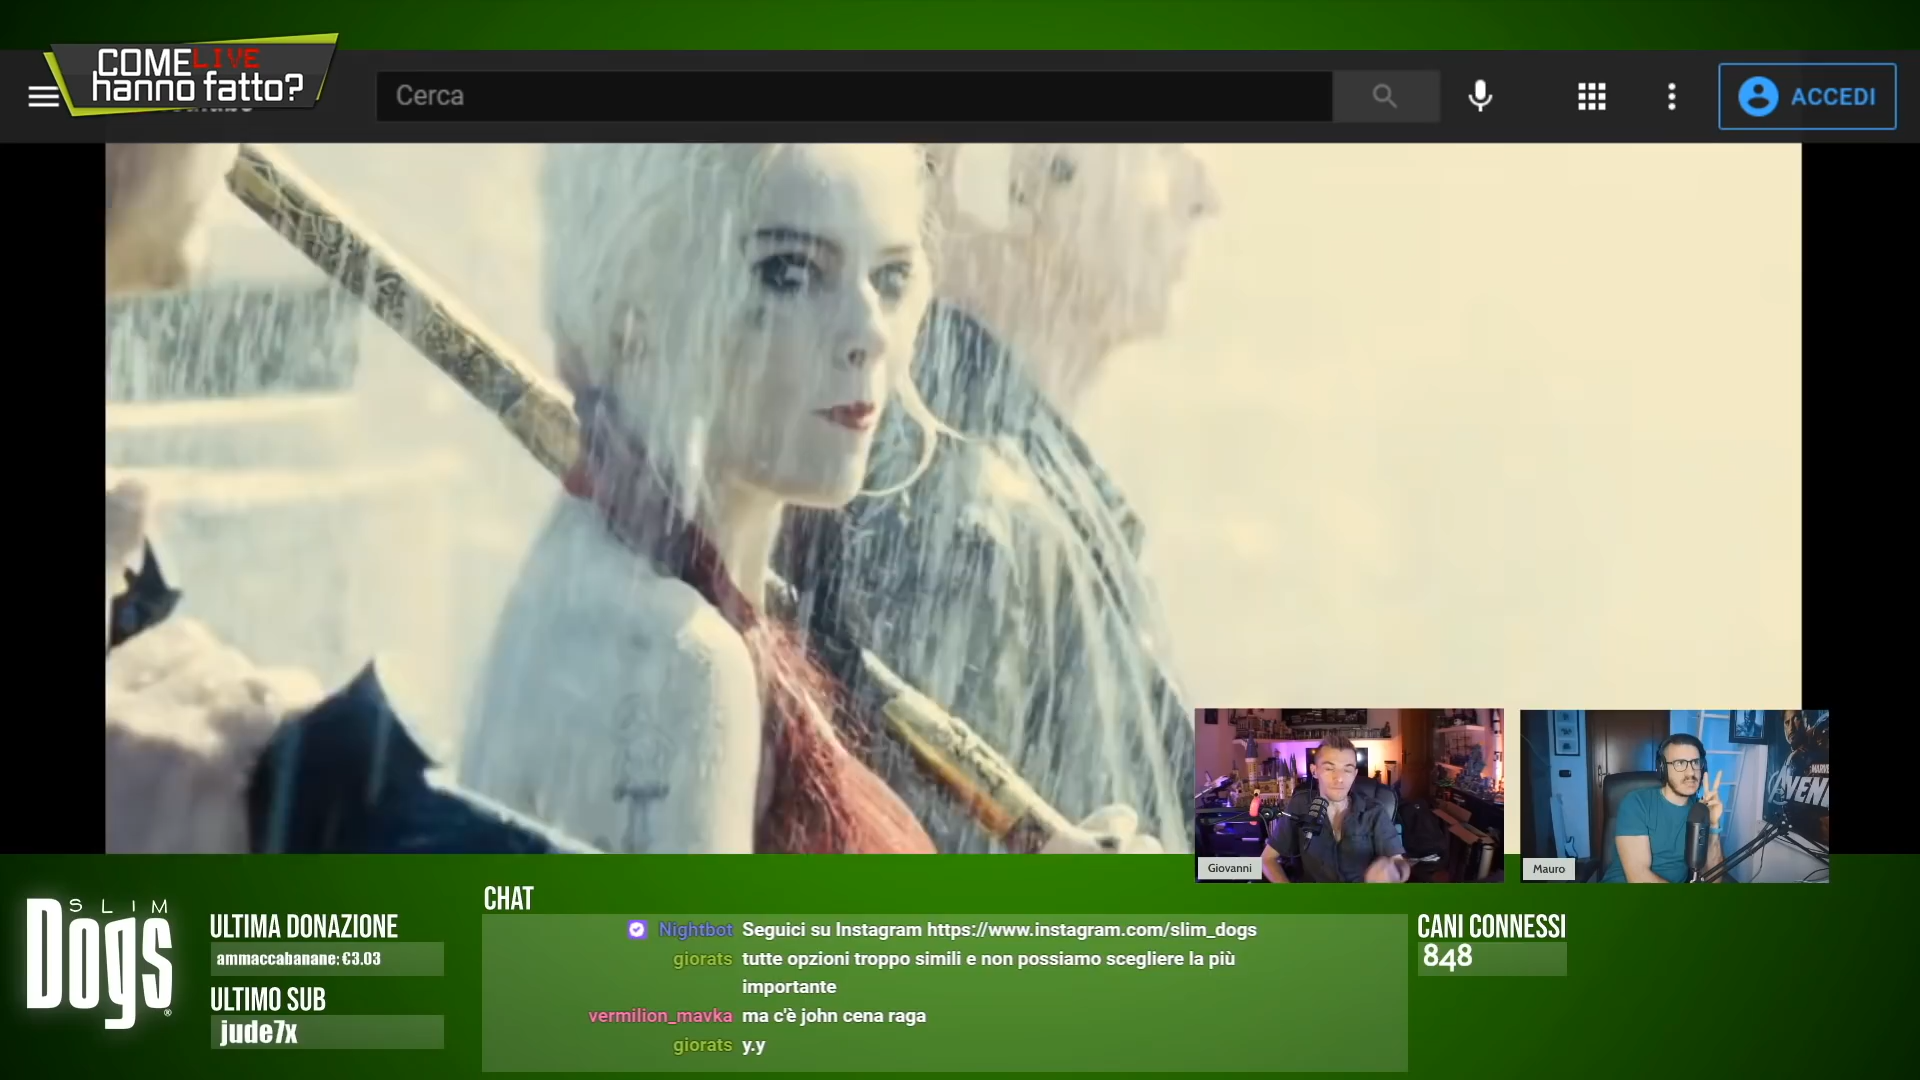 COME LIVE
hanno fatto?
Cerca
ACCEDI
MARVEL
AVEN
Giovanni
Mauro
SLIM
Dogs
ULTIMA DONAZIONE
ammaccabanane: €3.03
ULTIMO SUB
jude7x
CHAT
Nightbot Seguici su Instagram https://www.instagram.com/slim_dogs
giorats tutte opzioni troppo simili e non possiamo scegliere la più
importante
vermilion_mavka ma c'è john cena raga
giorats y.y
CANI CONNESSI
848